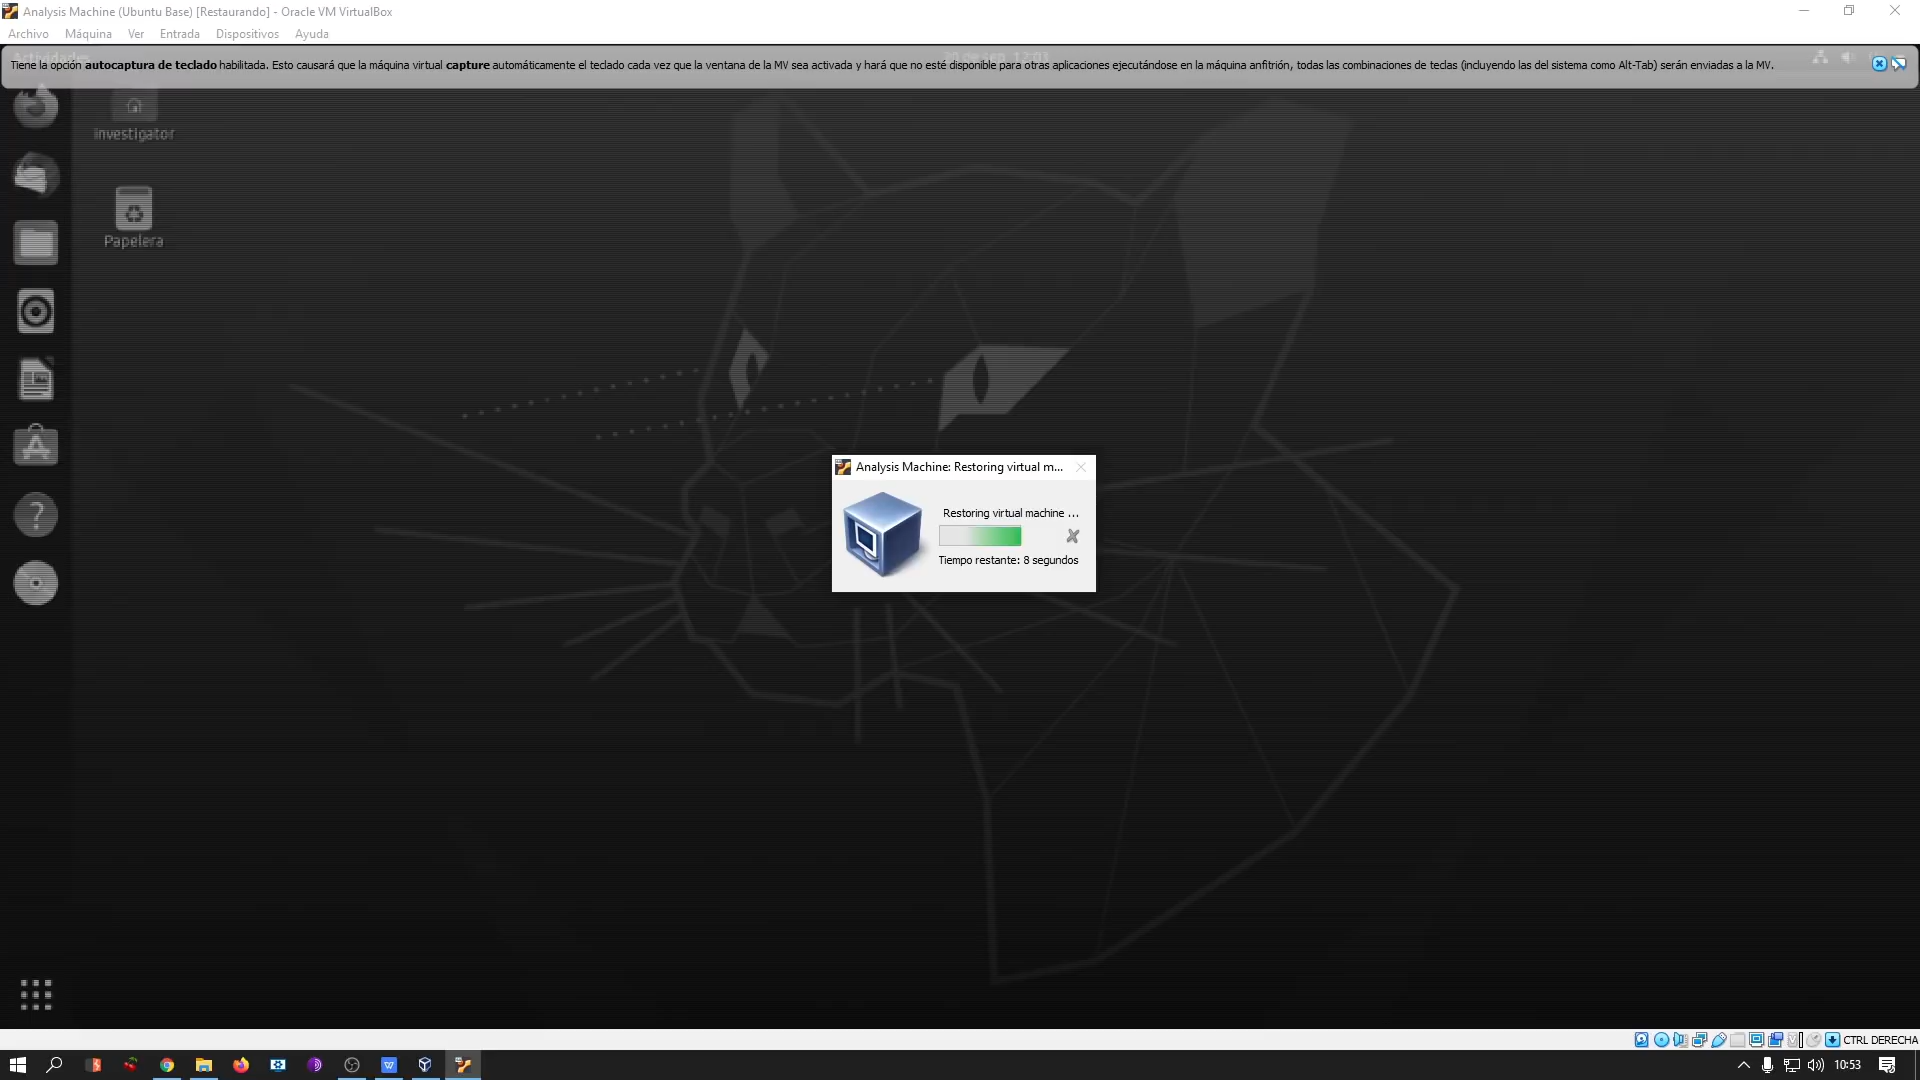 Analysis Machine (Ubuntu Base) [Restaurando] - Oracle VM VirtualBox
Archivo Máquina Ver Entrada Dispositivos Ayuda
Tiene la opción autocaptura de teclado habilitada. Esto causará que la máquina virtual capture automáticamente el teclado cada vez que la ventana de la MV sea activada y hará que no esté disponible para otras aplicaciones ejecutándose en la máquina anfitrión, todas las combinaciones de teclas (incluyendo las del sistema como Alt-Tab) serán enviadas a la MV.
investigator
Papelera
Analysis Machine: Restoring virtual m...
Restoring virtual machine ...
Tiempo restante: 8 segundos
CTRL DERECHA
10:53